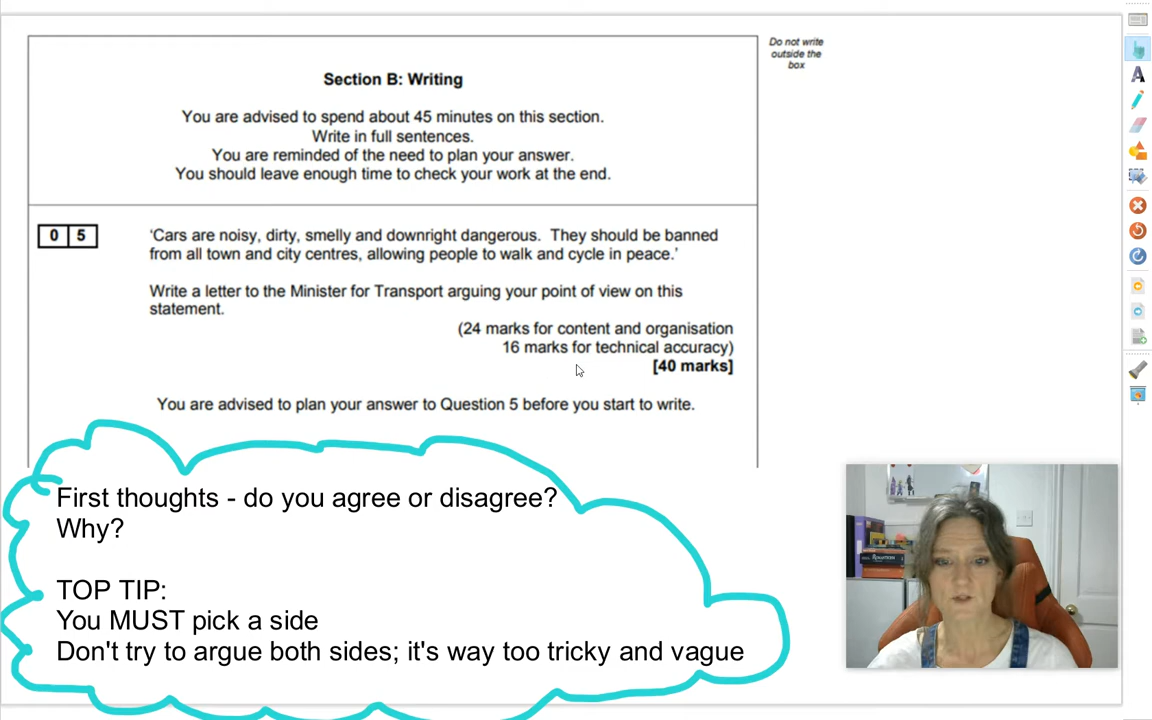 Do not write
outside the
box
Section B: Writing
You are advised to spend about 45 minutes on this section.
Write in full sentences.
You are reminded of the need to plan your answer.
You should leave enough time to check your work at the end.
0 5
‘Cars are noisy, dirty, smelly and downright dangerous. They should be banned
from all town and city centres, allowing people to walk and cycle in peace.’
Write a letter to the Minister for Transport arguing your point of view on this
statement.
(24 marks for content and organisation
16 marks for technical accuracy)
[40 marks]
You are advised to plan your answer to Question 5 before you start to write.
First thoughts - do you agree or disagree?
Why?
TOP TIP:
You MUST pick a side
Don't try to argue both sides; it's way too tricky and vague